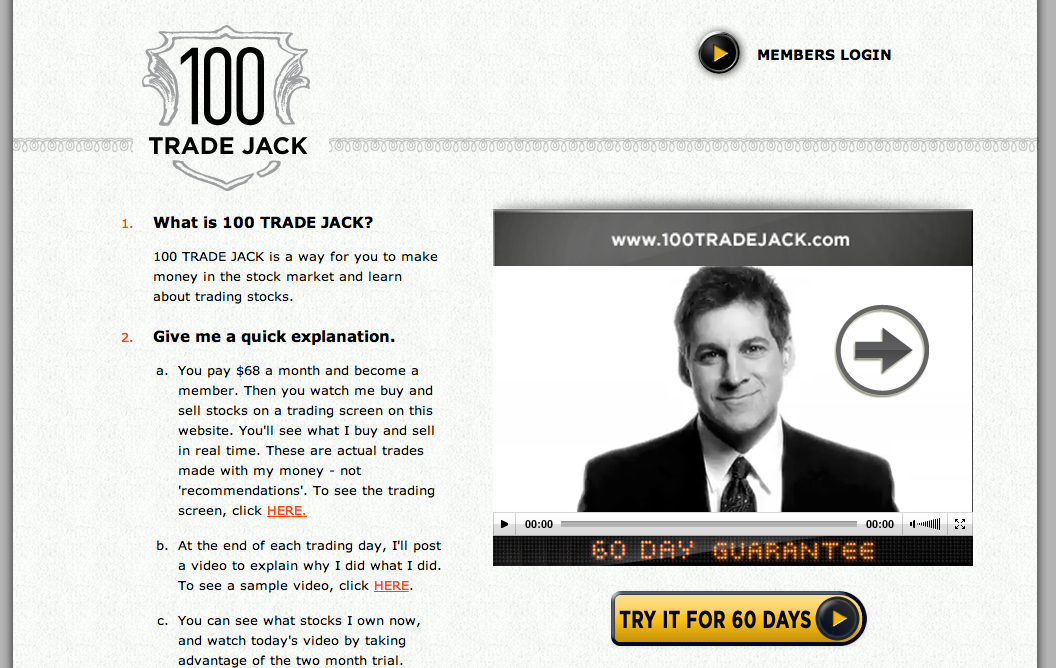 100
TRADE JACK
MEMBERS LOGIN
1. What is 100 TRADE JACK?
100 TRADE JACK is a way for you to make
money in the stock market and learn
about trading stocks.
2. Give me a quick explanation.
a. You pay $68 a month and become a
member. Then you watch me buy and
sell stocks on a trading screen on this
website. You'll see what I buy and sell
in real time. These are actual trades
made with my money - not
'recommendations'. To see the trading
screen, click HERE.
b. At the end of each trading day, I'll post
a video to explain why I did what I did.
To see a sample video, click HERE.
c. You can see what stocks I own now,
and watch today's video by taking
advantage of the two month trial.
www.100TRADEJACK.com
00:00 00:00
60 DAY GUARANTEE
TRY IT FOR 60 DAYS